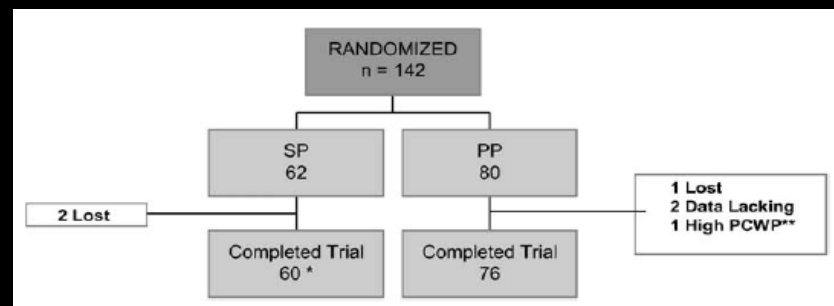 RANDOMIZED
n = 142
SP
62
PP
80
2 Lost
1 Lost
2 Data Lacking
1 High PCWP**
Completed Trial
60 *
Completed Trial
76